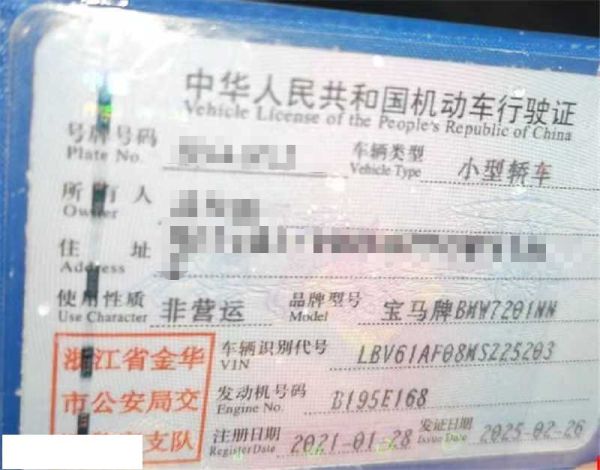 中华人民共和国机动车行驶证
Vehicle License of the People's Republic of China
号牌号码
Plate No.
车辆类型 小型轿车
Vehicle Type
所有人
Owner
住 址
Address
使用性质 非营运
Use Character
品牌型号 宝马牌BMW7201NN
Model
浙江省金华
市公安局交
支队
车辆识别代号 LBV61AF08MS225203
VIN
发动机号码 B195E168
Engine No.
注册日期 2021-01-28
Register Date
发证日期 2025-02-26
Issue Date